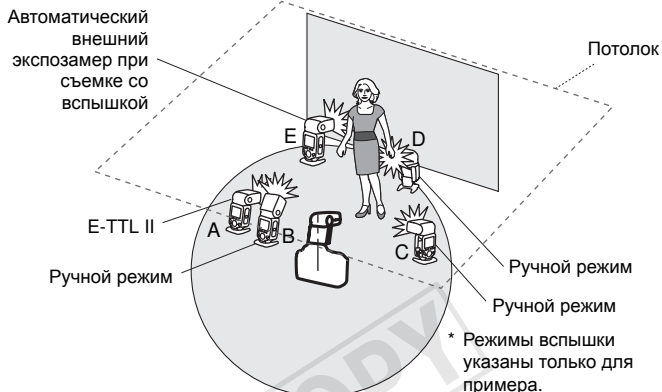 Автоматический
внешний
экспозамер при
съемке со
вспышкой
Потолок
E
D
E-TTL II
A
B
C
Ручной режим
Ручной режим
Ручной режим
* Режимы вспышки
указаны только для
примера.
COPY